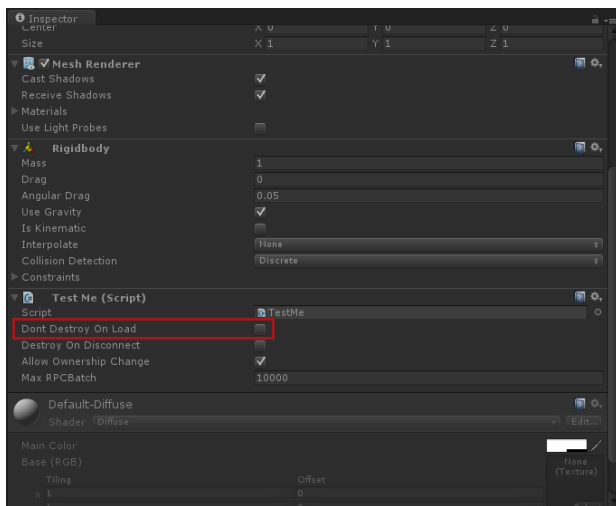 Inspector
Center X 0 Y 0 Z 0
Size X 1 Y 1 Z 1
Mesh Renderer
Cast Shadows
Receive Shadows
Materials
Use Light Probes
Rigidbody
Mass 1
Drag 0
Angular Drag 0.05
Use Gravity
Is Kinematic
Interpolate None
Collision Detection Discrete
Constraints
Test Me (Script)
Script TestMe
Dont Destroy On Load
Destroy On Disconnect
Allow Ownership Change
Max RPCBatch 10000
Default-Diffuse
Shader Diffuse Edit...
Main Color
Base (RGB) None
(Texture)
Tiling Offset
x 1 0